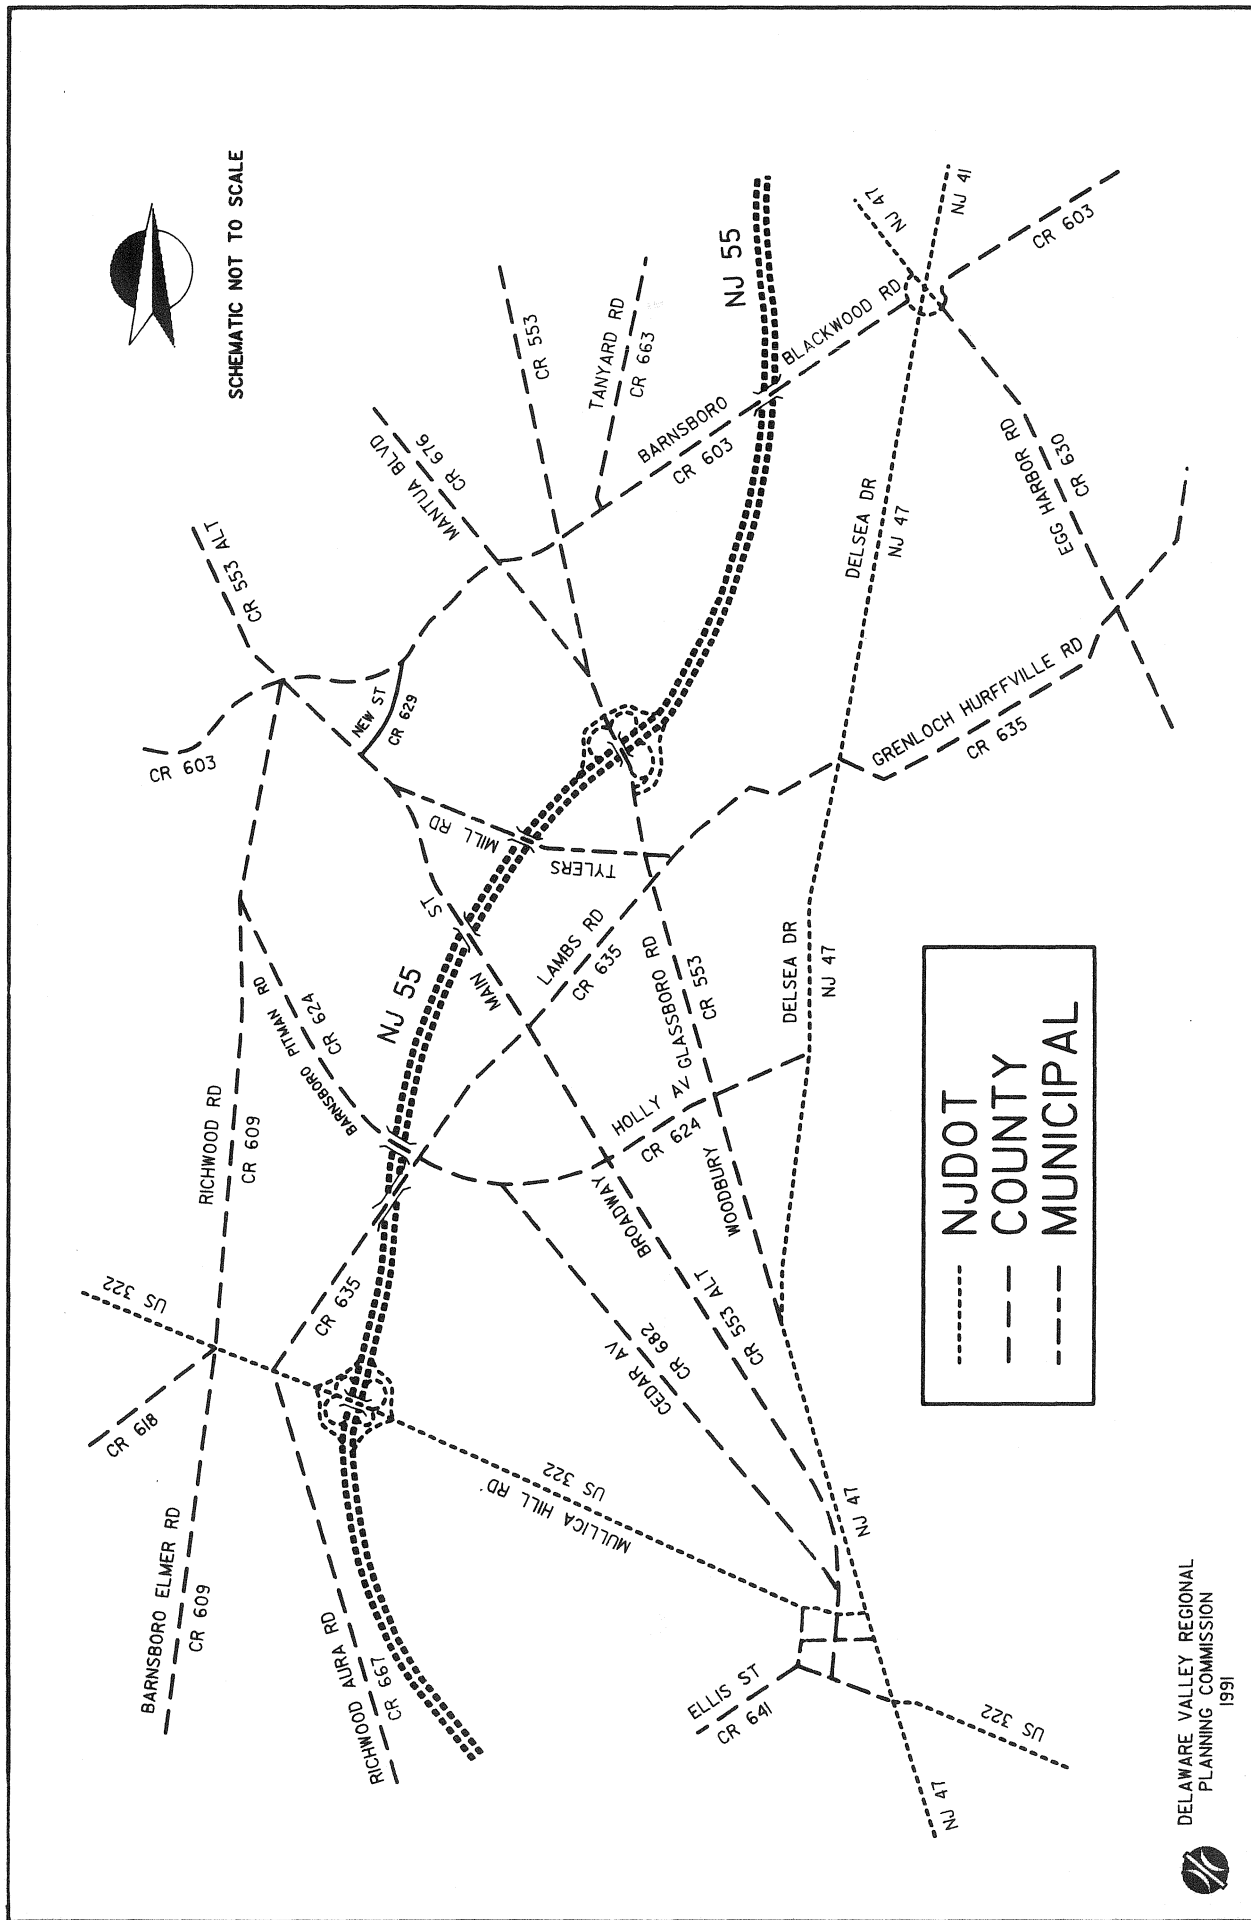 SCHEMATIC NOT TO SCALE
CR 603
CR 553 ALT
NEW ST
CR 629
MANTUA BLVD
CR 676
CR 553
TANYARD RD
CR 663
NJ 55
BARNSBORO
BLACKWOOD RD
CR 603
NJ 47
NJ 41
CR 603
DELSEA DR
NJ 47
EGG HARBOR RD
CR 630
GRENLOCH HURFFVILLE RD
CR 635
MILL RD
TYLERS
MAIN
ST
LAMBS RD
CR 635
NJ 55
BARNSBORO PITMAN RD
CR 624
RICHWOOD RD
CR 609
WOODBURY
GLASSBORO RD
CR 553
HOLLY AV
CR 624
DELSEA DR
NJ 47
BROADWAY
CR 553 ALT
CEDAR AV
CR 682
US 322
CR 635
CR 618
BARNSBORO ELMER RD
CR 609
RICHWOOD AURA RD
CR 667
MULLICA HILL RD
US 322
ELLIS ST
CR 641
NJ 47
US 322
NJ 47
NJDOT
COUNTY
MUNICIPAL
DELAWARE VALLEY REGIONAL
PLANNING COMMISSION
1991